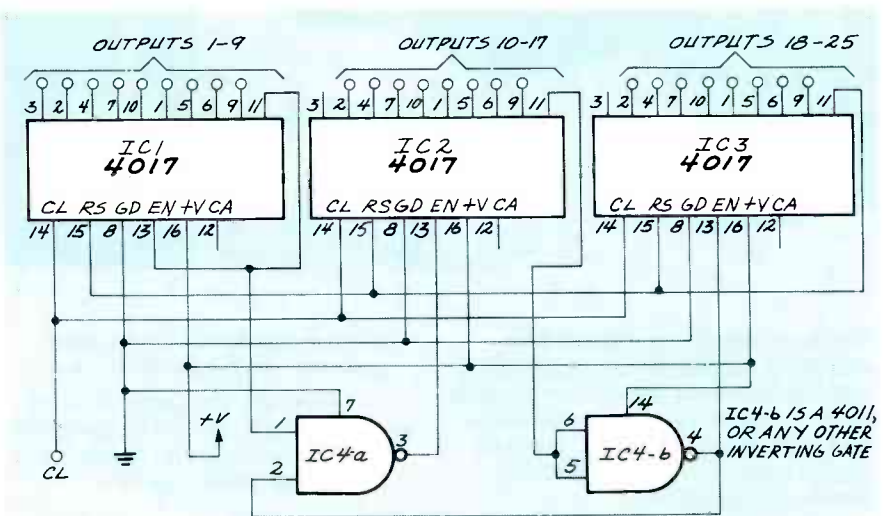 OUTPUTS 1-9 OUTPUTS 10-17 OUTPUTS 18-25
3 2 4 7 10 1 5 6 9 11 3 2 4 7 10 1 5 6 9 11 3 2 4 7 10 1 5 6 9 11
IC1 IC2 IC3
4017 4017 4017
CL RS GD EN +V CA CL RS GD EN +V CA CL RS GD EN +V CA
14 15 8 13 16 12 14 15 8 13 16 12 14 15 8 13 16 12
+V 1 7 3 6 14 4 IC4-b IS A 4011,
IC4-a IC4-b OR ANY OTHER
CL 2 5 INVERTING GATE